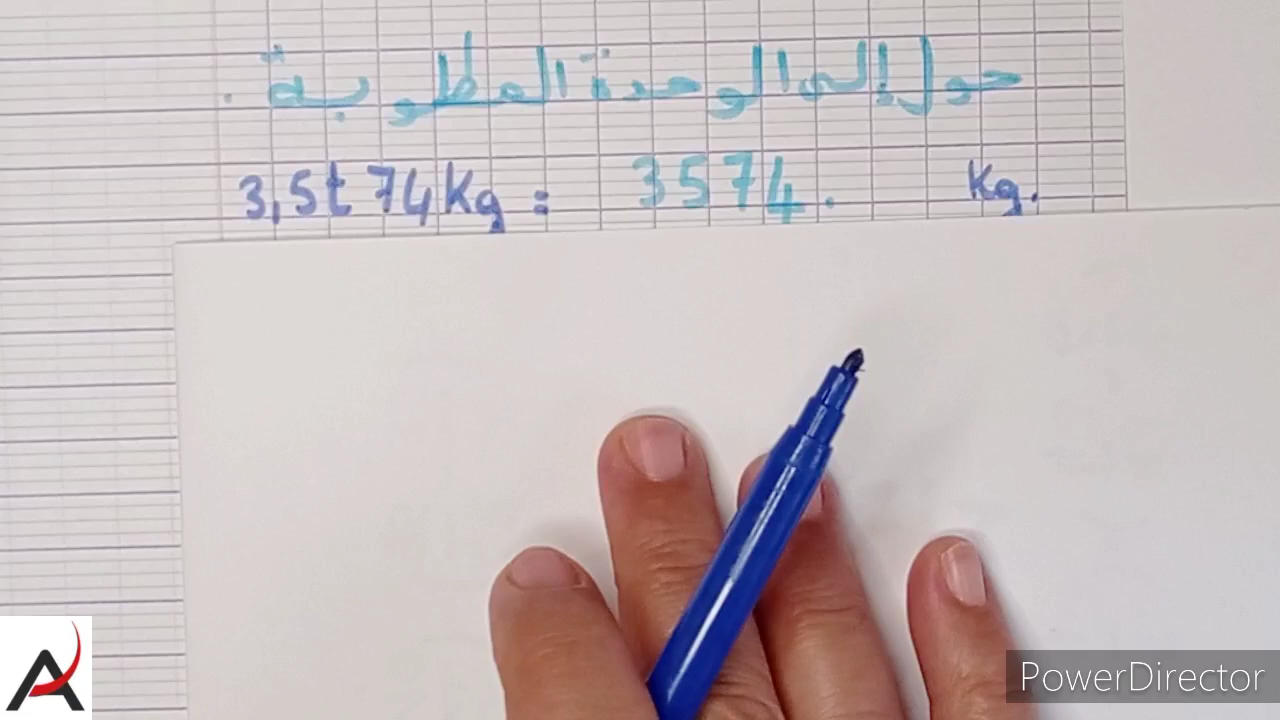 حول إلى الوحدة المطلوبة.
3,5t 74Kg = 3574. Kg.
PowerDirector